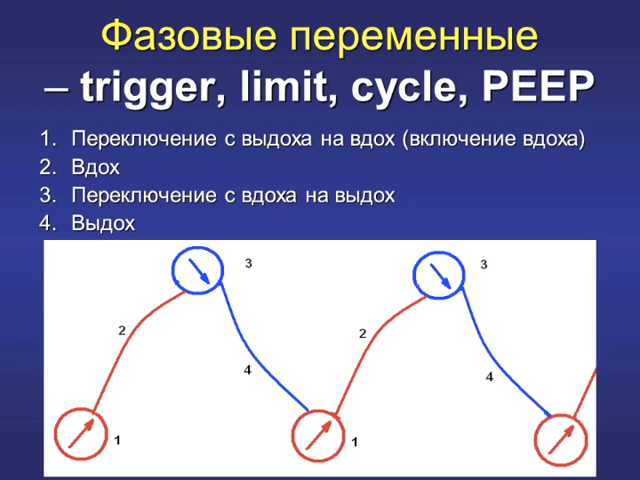 Фазовые переменные
– trigger, limit, cycle, PEEP
1. Переключение с выдоха на вдох (включение вдоха)
2. Вдох
3. Переключение с вдоха на выдох
4. Выдох
3
3
2
2
4
4
1
1